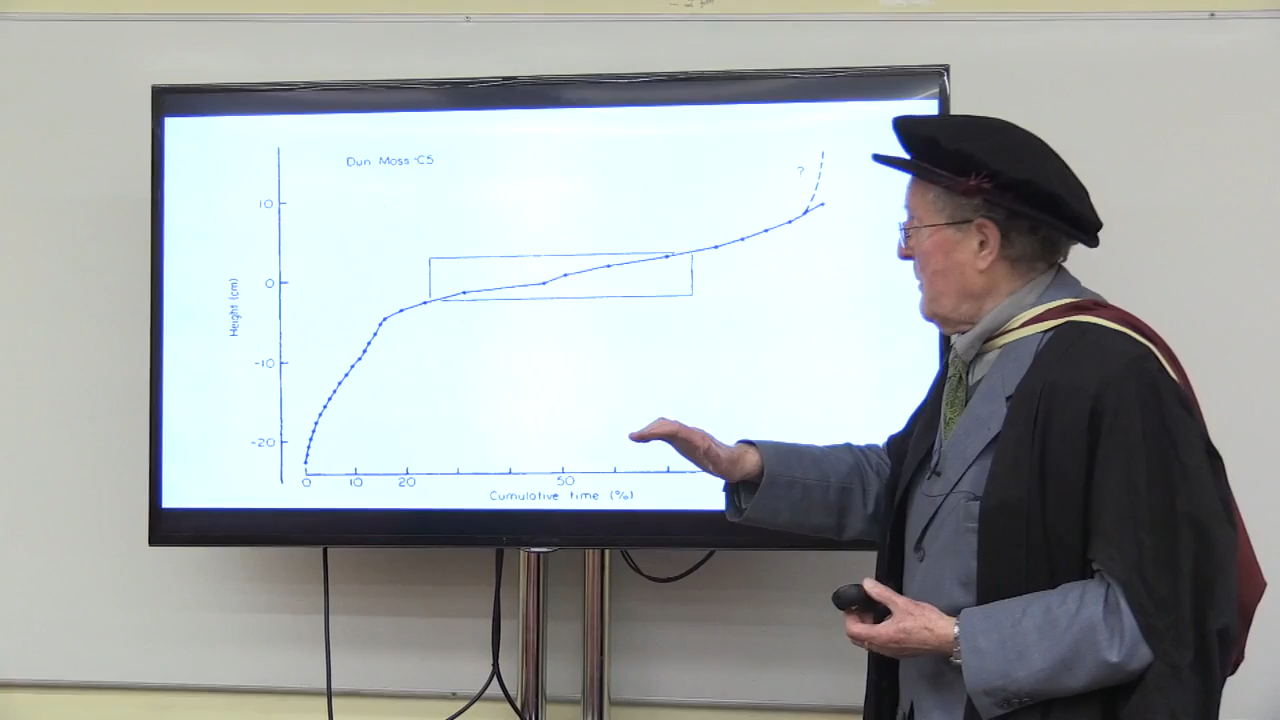 Dun Moss C5
?
10
0
-10
-20
Height (cm)
0 10 20 50
Cumulative time (%)